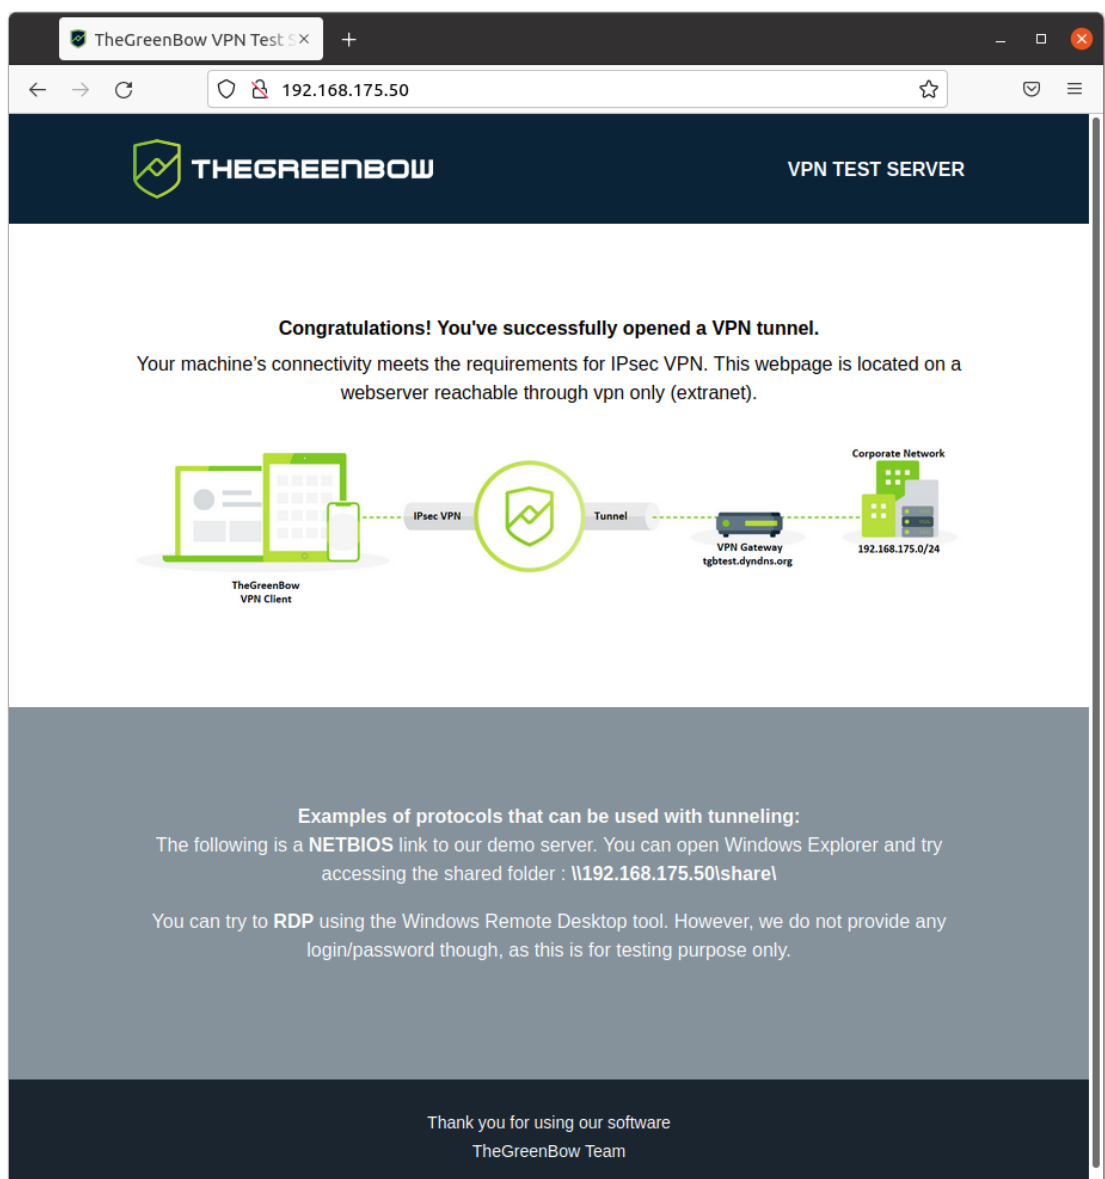 TheGreenBow VPN Test S
192.168.175.50
THEGREENBOW
VPN TEST SERVER
Congratulations! You've successfully opened a VPN tunnel.
Your machine’s connectivity meets the requirements for IPsec VPN. This webpage is located on a
webserver reachable through vpn only (extranet).
Corporate Network
IPsec VPN
Tunnel
VPN Gateway
tgbtest.dyndns.org
192.168.175.0/24
TheGreenBow
VPN Client
Examples of protocols that can be used with tunneling:
The following is a NETBIOS link to our demo server. You can open Windows Explorer and try
accessing the shared folder : \\192.168.175.50\share\
You can try to RDP using the Windows Remote Desktop tool. However, we do not provide any
login/password though, as this is for testing purpose only.
Thank you for using our software
TheGreenBow Team